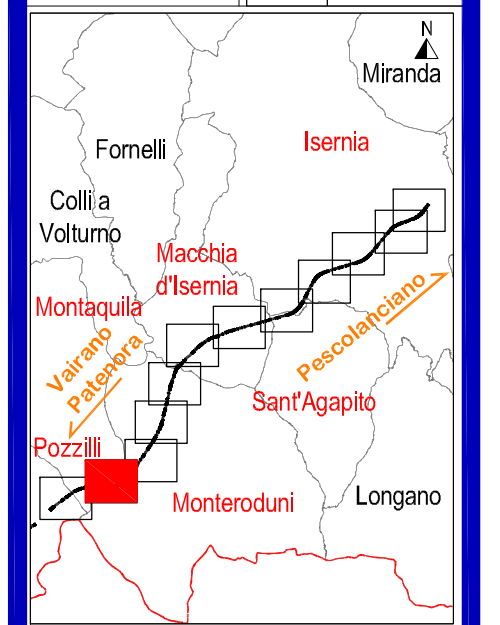 N
Miranda
Isernia
Fornelli
Colli a
Volturno
Macchia
d'Isernia
Montaquila
Vairano
Patenora
Pescolanciano
Sant'Agapito
Pozzilli
Monteroduni
Longano